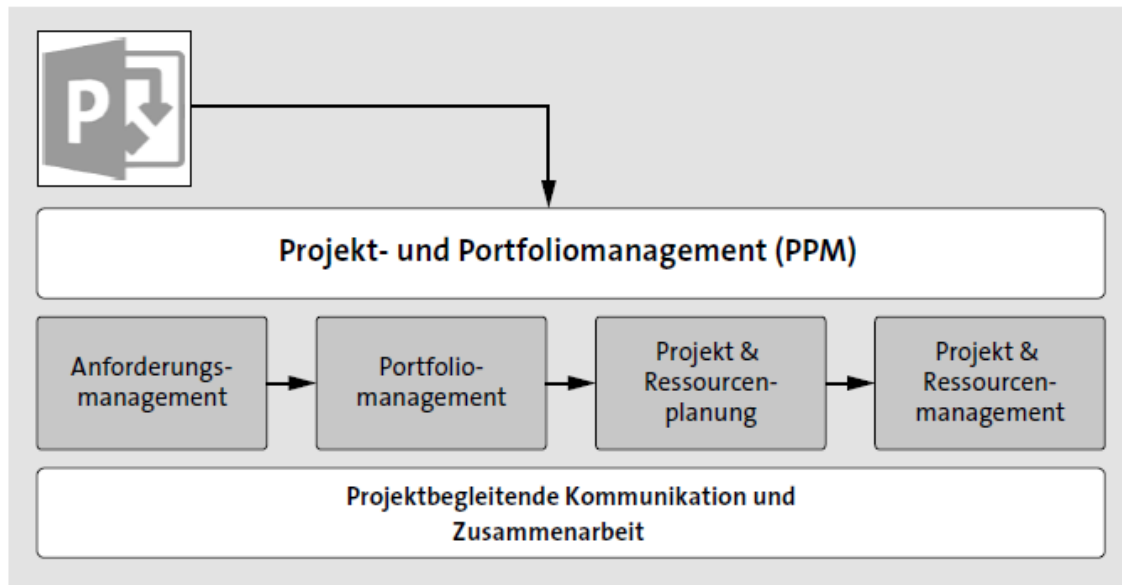 P
Projekt- und Portfoliomanagement (PPM)
Anforderungs-
management
Portfolio-
management
Projekt &
Ressourcen-
planung
Projekt &
Ressourcen-
management
Projektbegleitende Kommunikation und
Zusammenarbeit